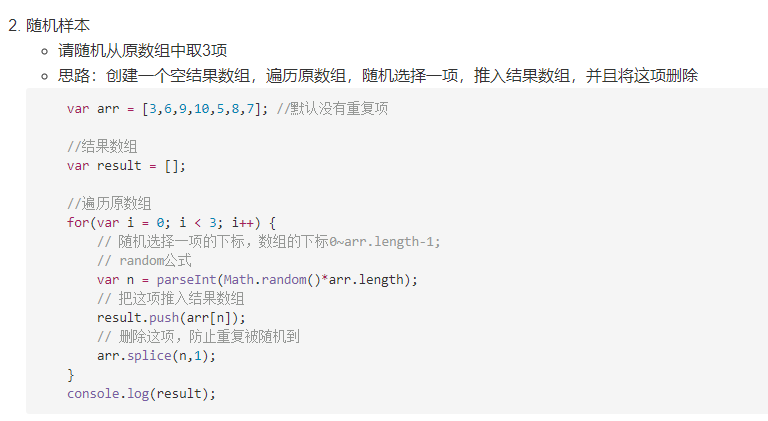 2. 随机样本
请随机从原数组中取3项
思路：创建一个空结果数组，遍历原数组，随机选择一项，推入结果数组，并且将这项删除
var arr = [3,6,9,10,5,8,7]; //默认没有重复项
//结果数组
var result = [];
//遍历原数组
for(var i = 0; i < 3; i++) {
// 随机选择一项的下标，数组的下标0~arr.length-1;
// random公式
var n = parseInt(Math.random()*arr.length);
// 把这项推入结果数组
result.push(arr[n]);
// 删除这项，防止重复被随机到
arr.splice(n,1);
}
console.log(result);